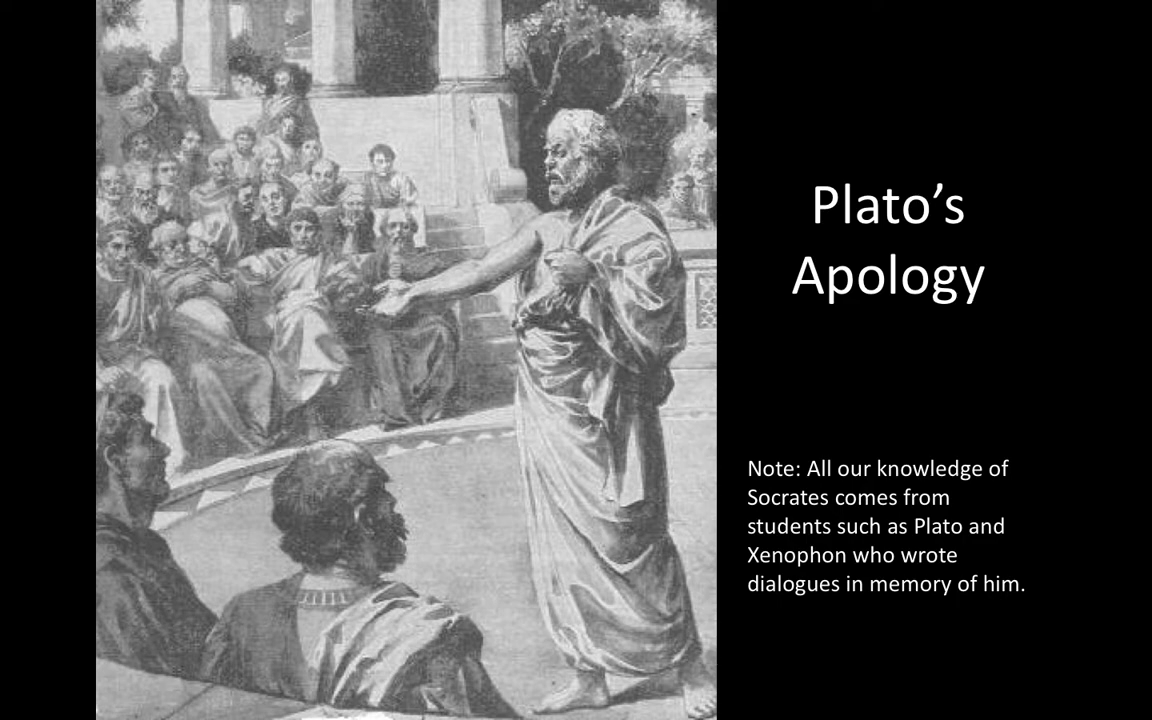 Plato’s
Apology
Note: All our knowledge of
Socrates comes from
students such as Plato and
Xenophon who wrote
dialogues in memory of him.